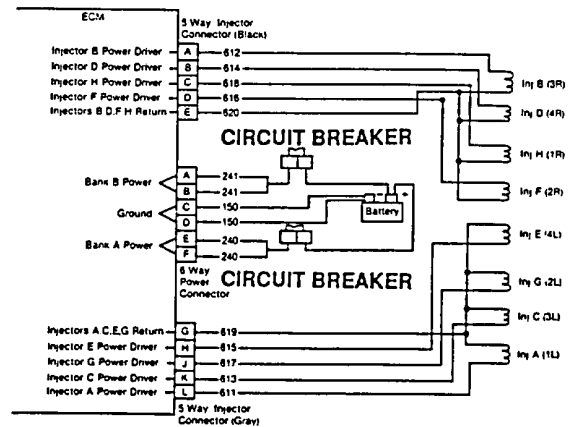 ECM
5 Way Injector
Connector (Black)
Injector B Power Driver A 612
Injector D Power Driver B 614
Injector H Power Driver C 618
Injector F Power Driver D 616
Injectors B D.F H Return E 620
Inj B (3R)
Inj D (4R)
Inj H (1R)
Inj F (2R)
CIRCUIT BREAKER
Bank B Power
A 241
B 241
Ground
C 150
D 150
Bank A Power
E 240
F 240
+
Battery
6 Way
Power
Connector
CIRCUIT BREAKER
Inj E (4L)
Inj G (2L)
Inj C (3L)
Inj A (1L)
Injectors A C,E,G Return G 619
Injector E Power Driver H 615
Injector G Power Driver J 617
Injector C Power Driver K 613
Injector A Power Driver L 611
5 Way Injector
Connector (Gray)